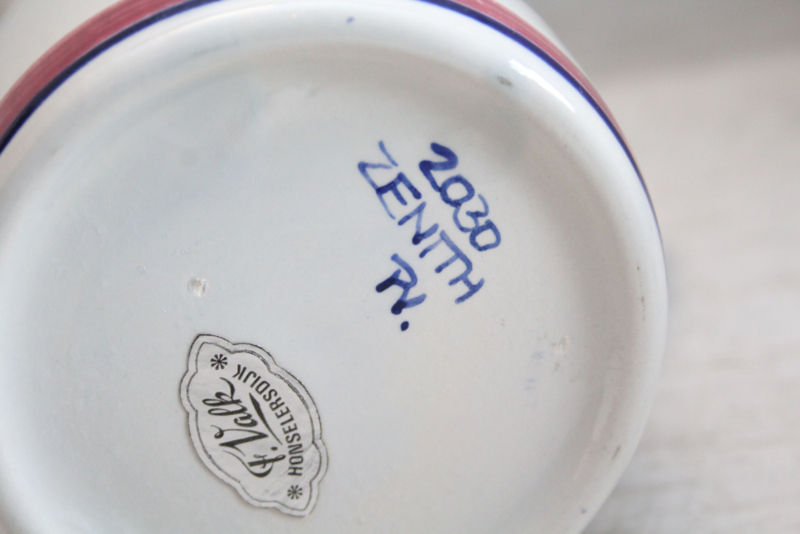 2030
ZENITH
F. Valk
* HONSELERSDIJK *